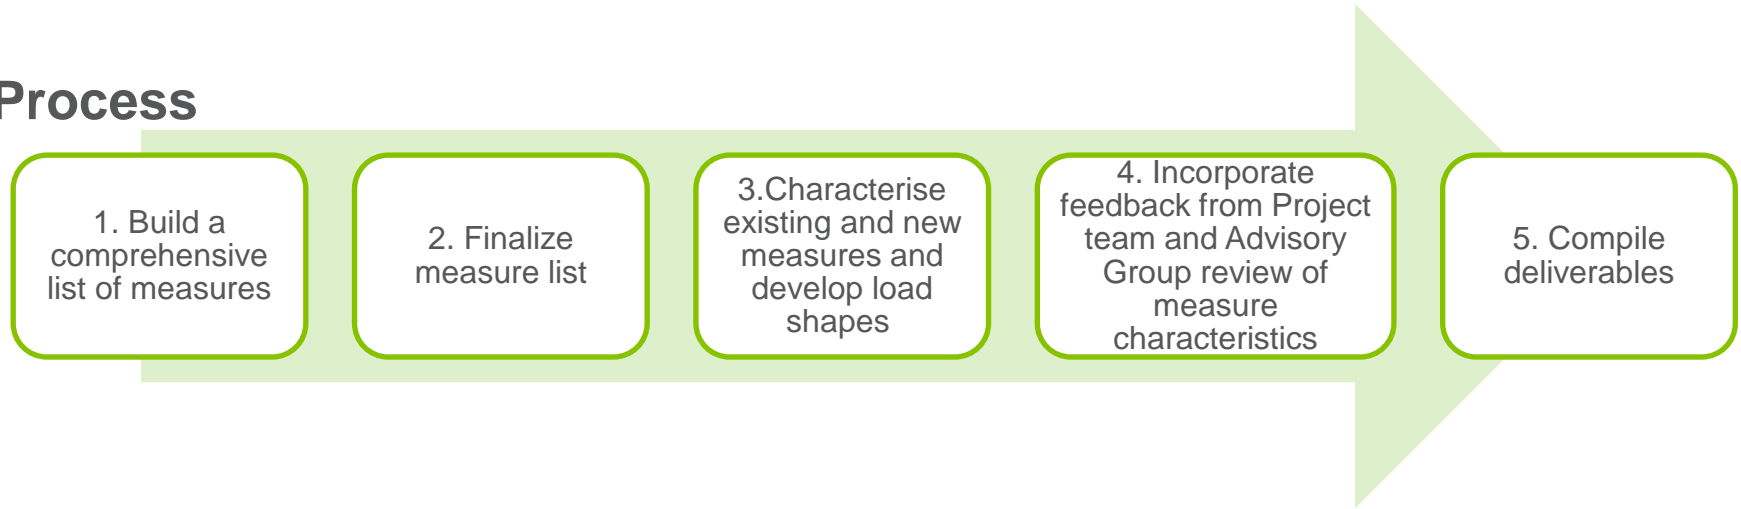 Process
1. Build a
comprehensive
list of measures
2. Finalize
measure list
3.Characterise
existing and new
measures and
develop load
shapes
4. Incorporate
feedback from Project
team and Advisory
Group review of
measure
characteristics
5. Compile
deliverables